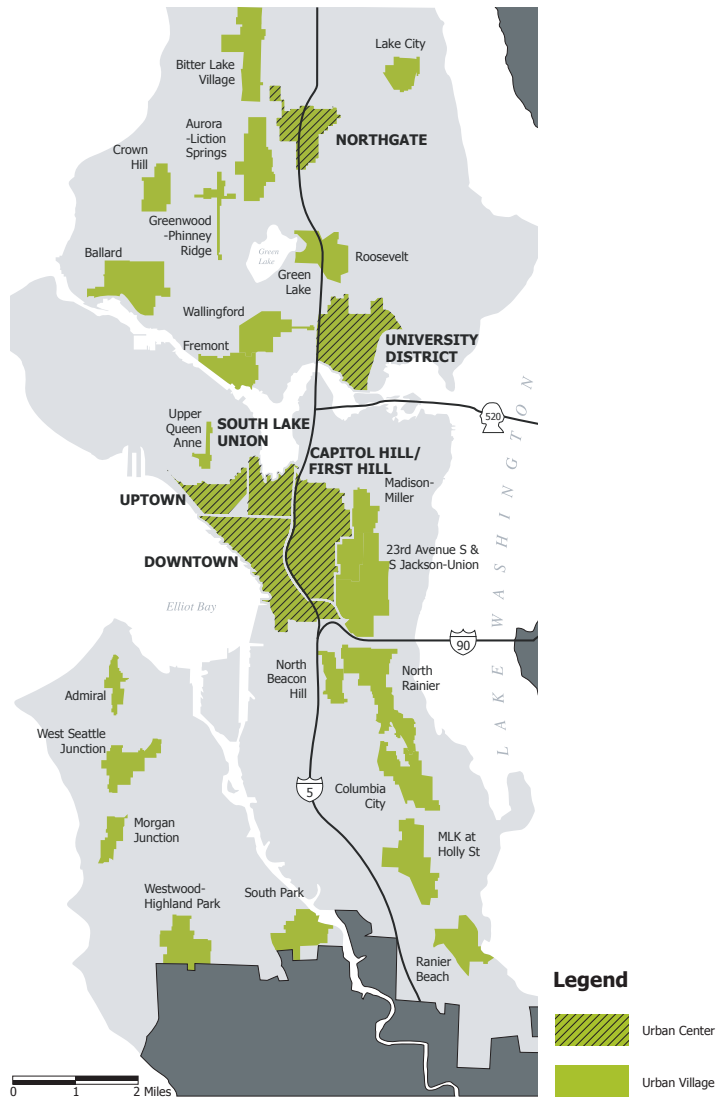 Lake City
Bitter Lake
Village
Aurora
-Liction
Springs
NORTHGATE
Crown
Hill
Greenwood
-Phinney
Ridge
Ballard
Green
Lake
Green
Lake
Roosevelt
Wallingford
Fremont
UNIVERSITY
DISTRICT
520
Upper
Queen
Anne
SOUTH LAKE
UNION
CAPITOL HILL/
FIRST HILL
Madison-
Miller
UPTOWN
DOWNTOWN
23rd Avenue S &
S Jackson-Union
LAKE WASHINGTON
Elliot Bay
90
North
Beacon
Hill
North
Rainier
Admiral
West Seattle
Junction
5
Columbia
City
Morgan
Junction
MLK at
Holly St
Westwood-
Highland Park
South Park
Ranier
Beach
Legend
Urban Center
Urban Village
0 1 2 Miles